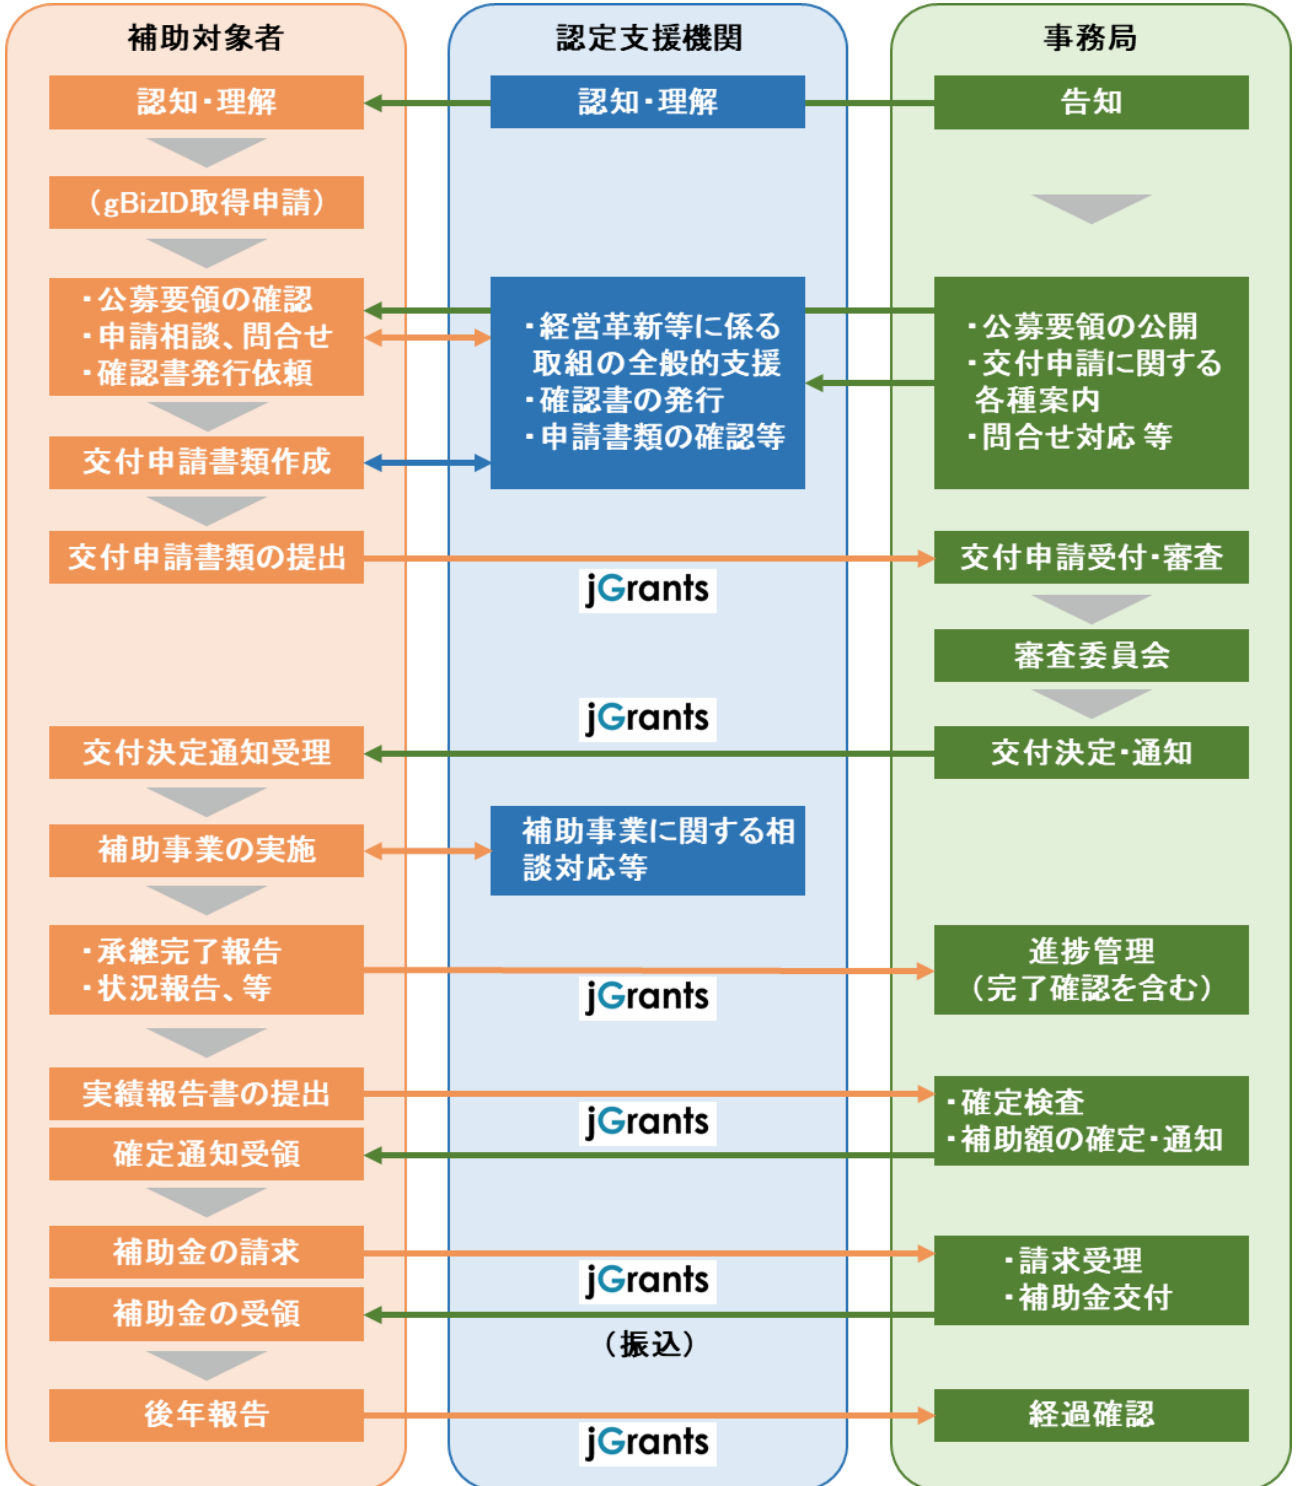 補助対象者
認定支援機関
事務局
認知・理解
認知・理解
告知
（gBizID取得申請）
・公募要領の確認
・申請相談、問合せ
・確認書発行依頼
・経営革新等に係る
取組の全般的支援
・確認書の発行
・申請書類の確認等
・公募要領の公開
・交付申請に関する
各種案内
・問合せ対応 等
交付申請書類作成
交付申請書類の提出
jGrants
交付申請受付・審査
審査委員会
jGrants
交付決定通知受理
交付決定・通知
補助事業の実施
補助事業に関する相
談対応等
・承継完了報告
・状況報告、等
jGrants
進捗管理
（完了確認を含む）
実績報告書の提出
jGrants
・確定検査
・補助額の確定・通知
確定通知受領
補助金の請求
jGrants
・請求受理
・補助金交付
補助金の受領
（振込）
後年報告
jGrants
経過確認